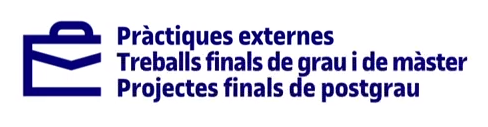 Pràctiques externes
Treballs finals de grau i de màster
Projectes finals de postgrau